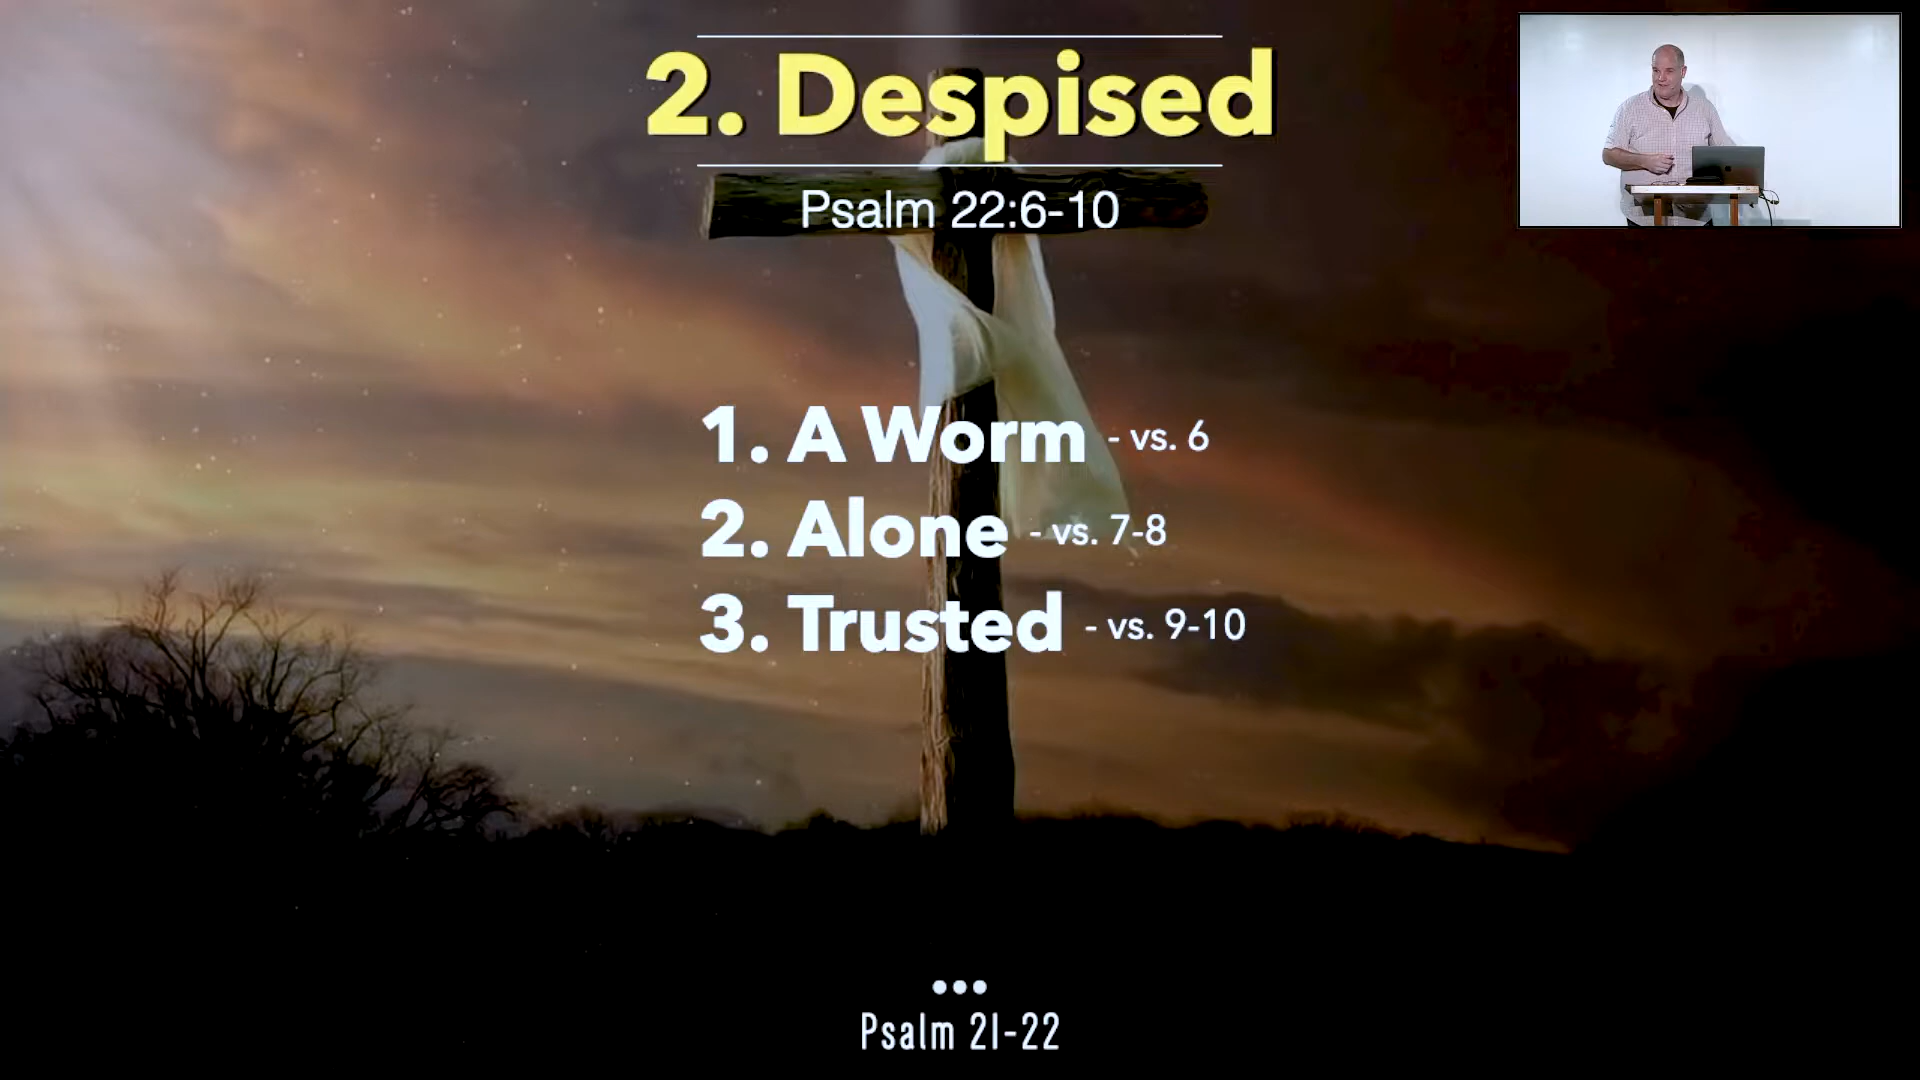 2. Despised
Psalm 22:6-10
1. A Worm - vs. 6
2. Alone - vs. 7-8
3. Trusted - vs. 9-10
Psalm 21-22